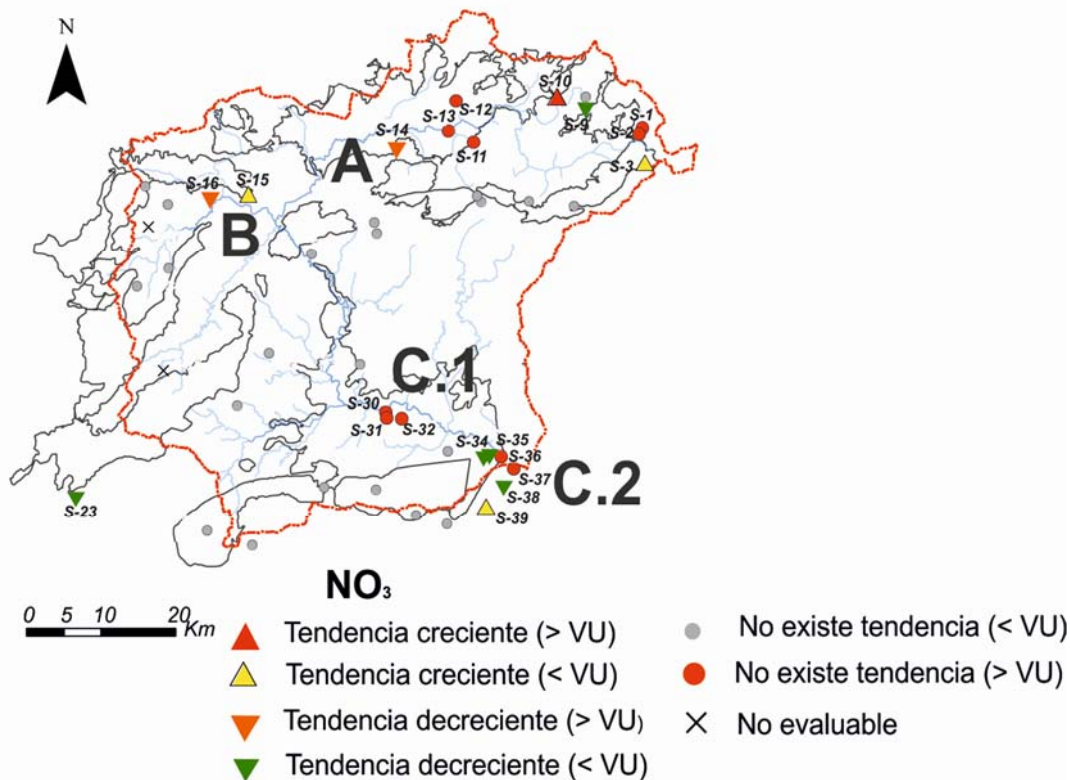 N
S-10
S-12
S-13
S-1
S-9
S-2
S-14
S-11
A
S-3
S-16
S-15
B
C.1
S-30
S-31
S-32
S-34
S-35
S-36
S-37
C.2
S-38
S-23
S-39
NO₃
0 5 10 20
Km
Tendencia creciente (> VU)
Tendencia creciente (< VU)
Tendencia decreciente (> VU)
Tendencia decreciente (< VU)
No existe tendencia (< VU)
No existe tendencia (> VU)
No evaluable